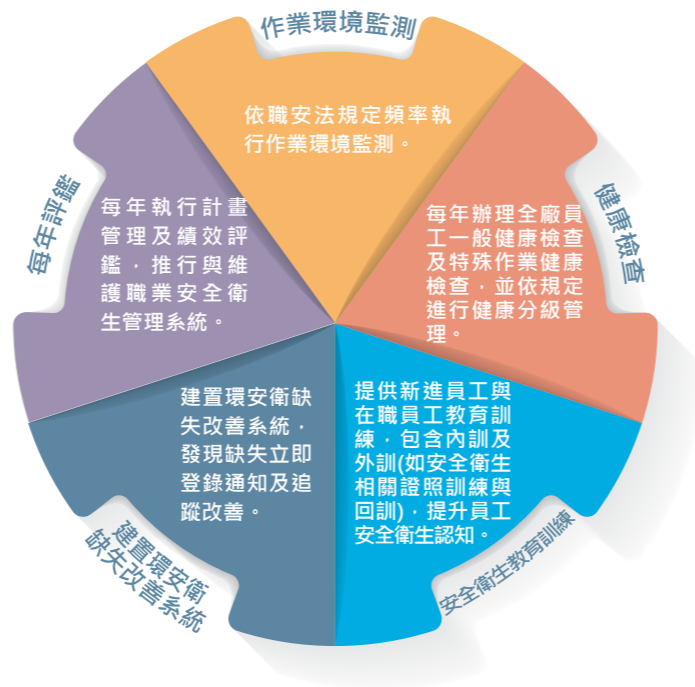 作業環境監測
依職安法規定頻率執
行作業環境監測。
健康檢查
每年辦理全廠員
工一般健康檢查
及特殊作業健康
檢查，並依規定
進行健康分級管
理。
安全衛生教育訓練
提供新進員工與
在職員工教育訓
練，包含內訓及
外訓(如安全衛生
相關證照訓練與
回訓)，提升員工
安全衛生認知。
建置環安衛
缺失改善系統
建置環安衛缺
失改善系統，
發現缺失立即
登錄通知及追
蹤改善。
每年評鑑
每年執行計畫
管理及績效評
鑑，推行與維
護職業安全衛
生管理系統。